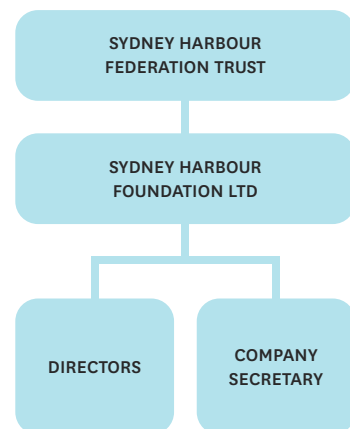 SYDNEY HARBOUR
FEDERATION TRUST
SYDNEY HARBOUR
FOUNDATION LTD
DIRECTORS
COMPANY
SECRETARY